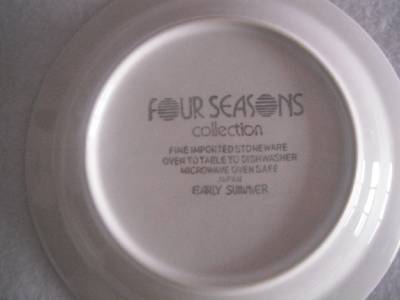 FOUR SEASONS
collection
FINE IMPORTED STONEWARE
OVEN TO TABLE TO DISHWASHER
MICROWAVE OVEN SAFE
JAPAN
EARLY SUMMER